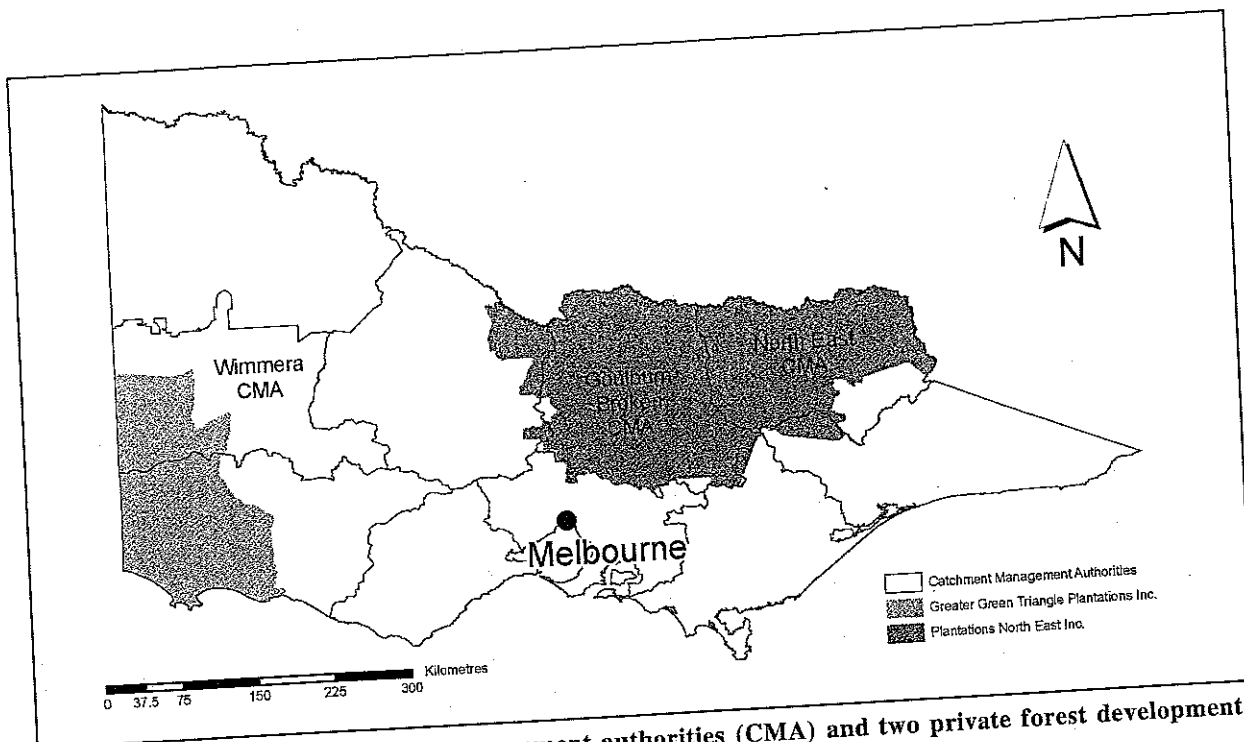 Wimmera
CMA
Goulburn
Broken
CMA
North East
CMA
N
Melbourne
Catchment Management Authorities
Greater Green Triangle Plantations Inc.
Plantations North East Inc.
Kilometres
0 37.5 75 150 225 300
authorities (CMA) and two private forest development